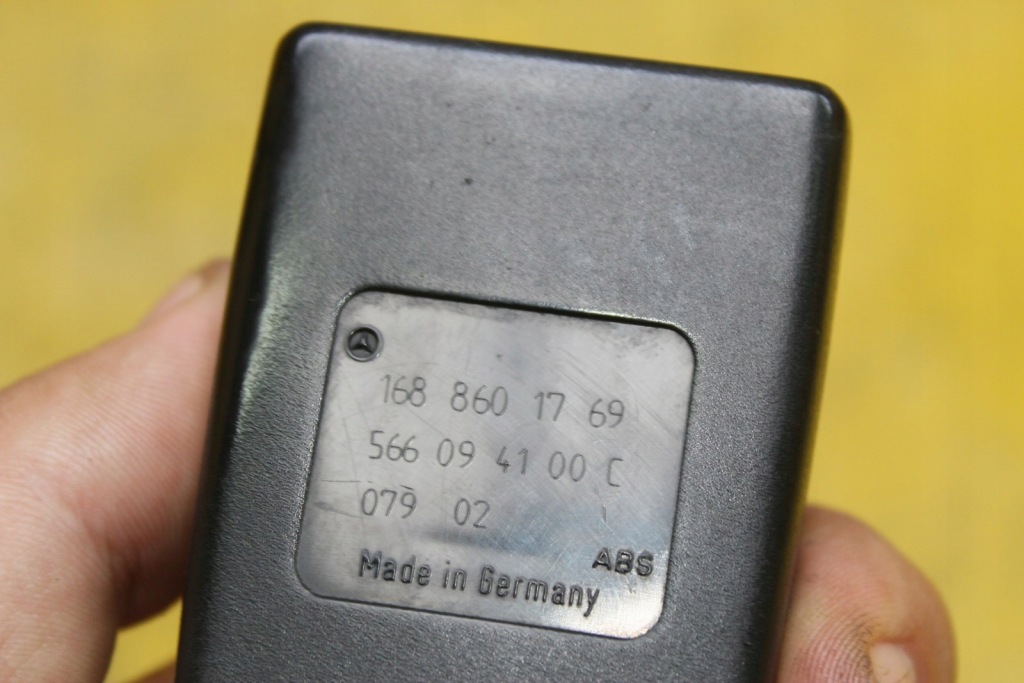 168 860 17 69
566 09 41 00 C
079 02
ABS
Made in Germany